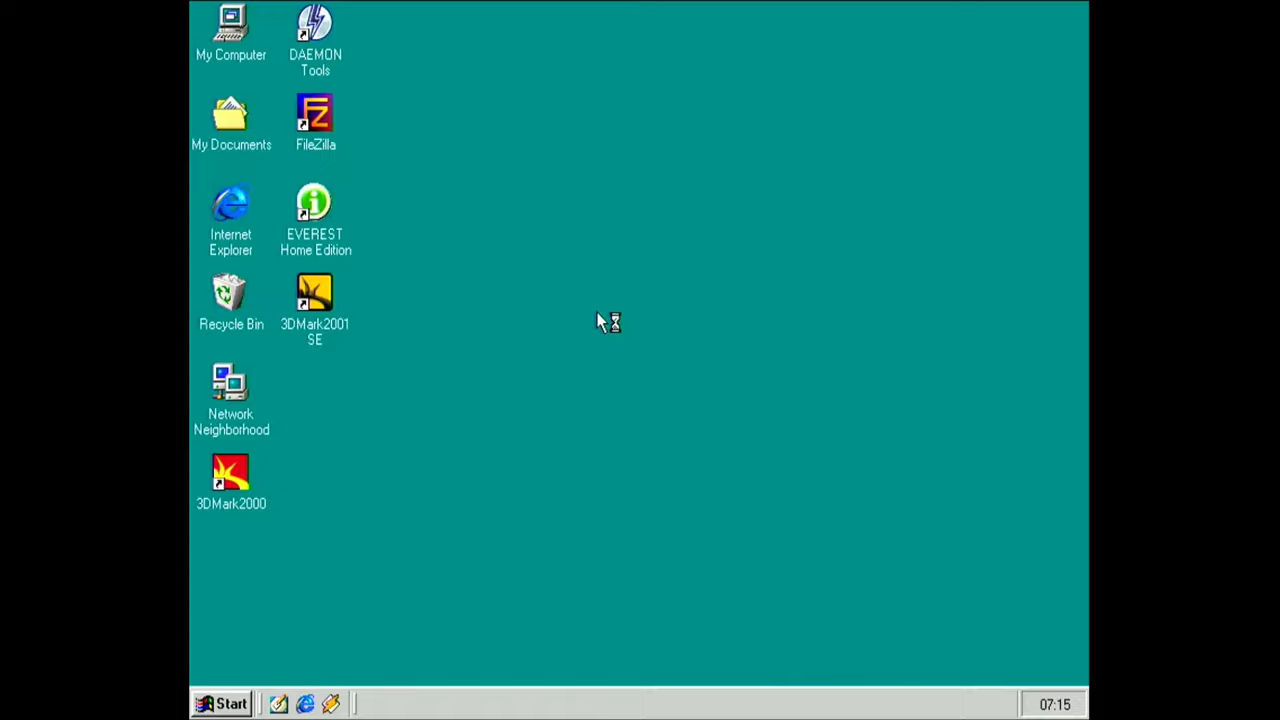 My Computer
DAEMON
Tools
My Documents
FileZilla
Internet
Explorer
EVEREST
Home Edition
Recycle Bin
3DMark2001
SE
Network
Neighborhood
3DMark2000
Start
07:15